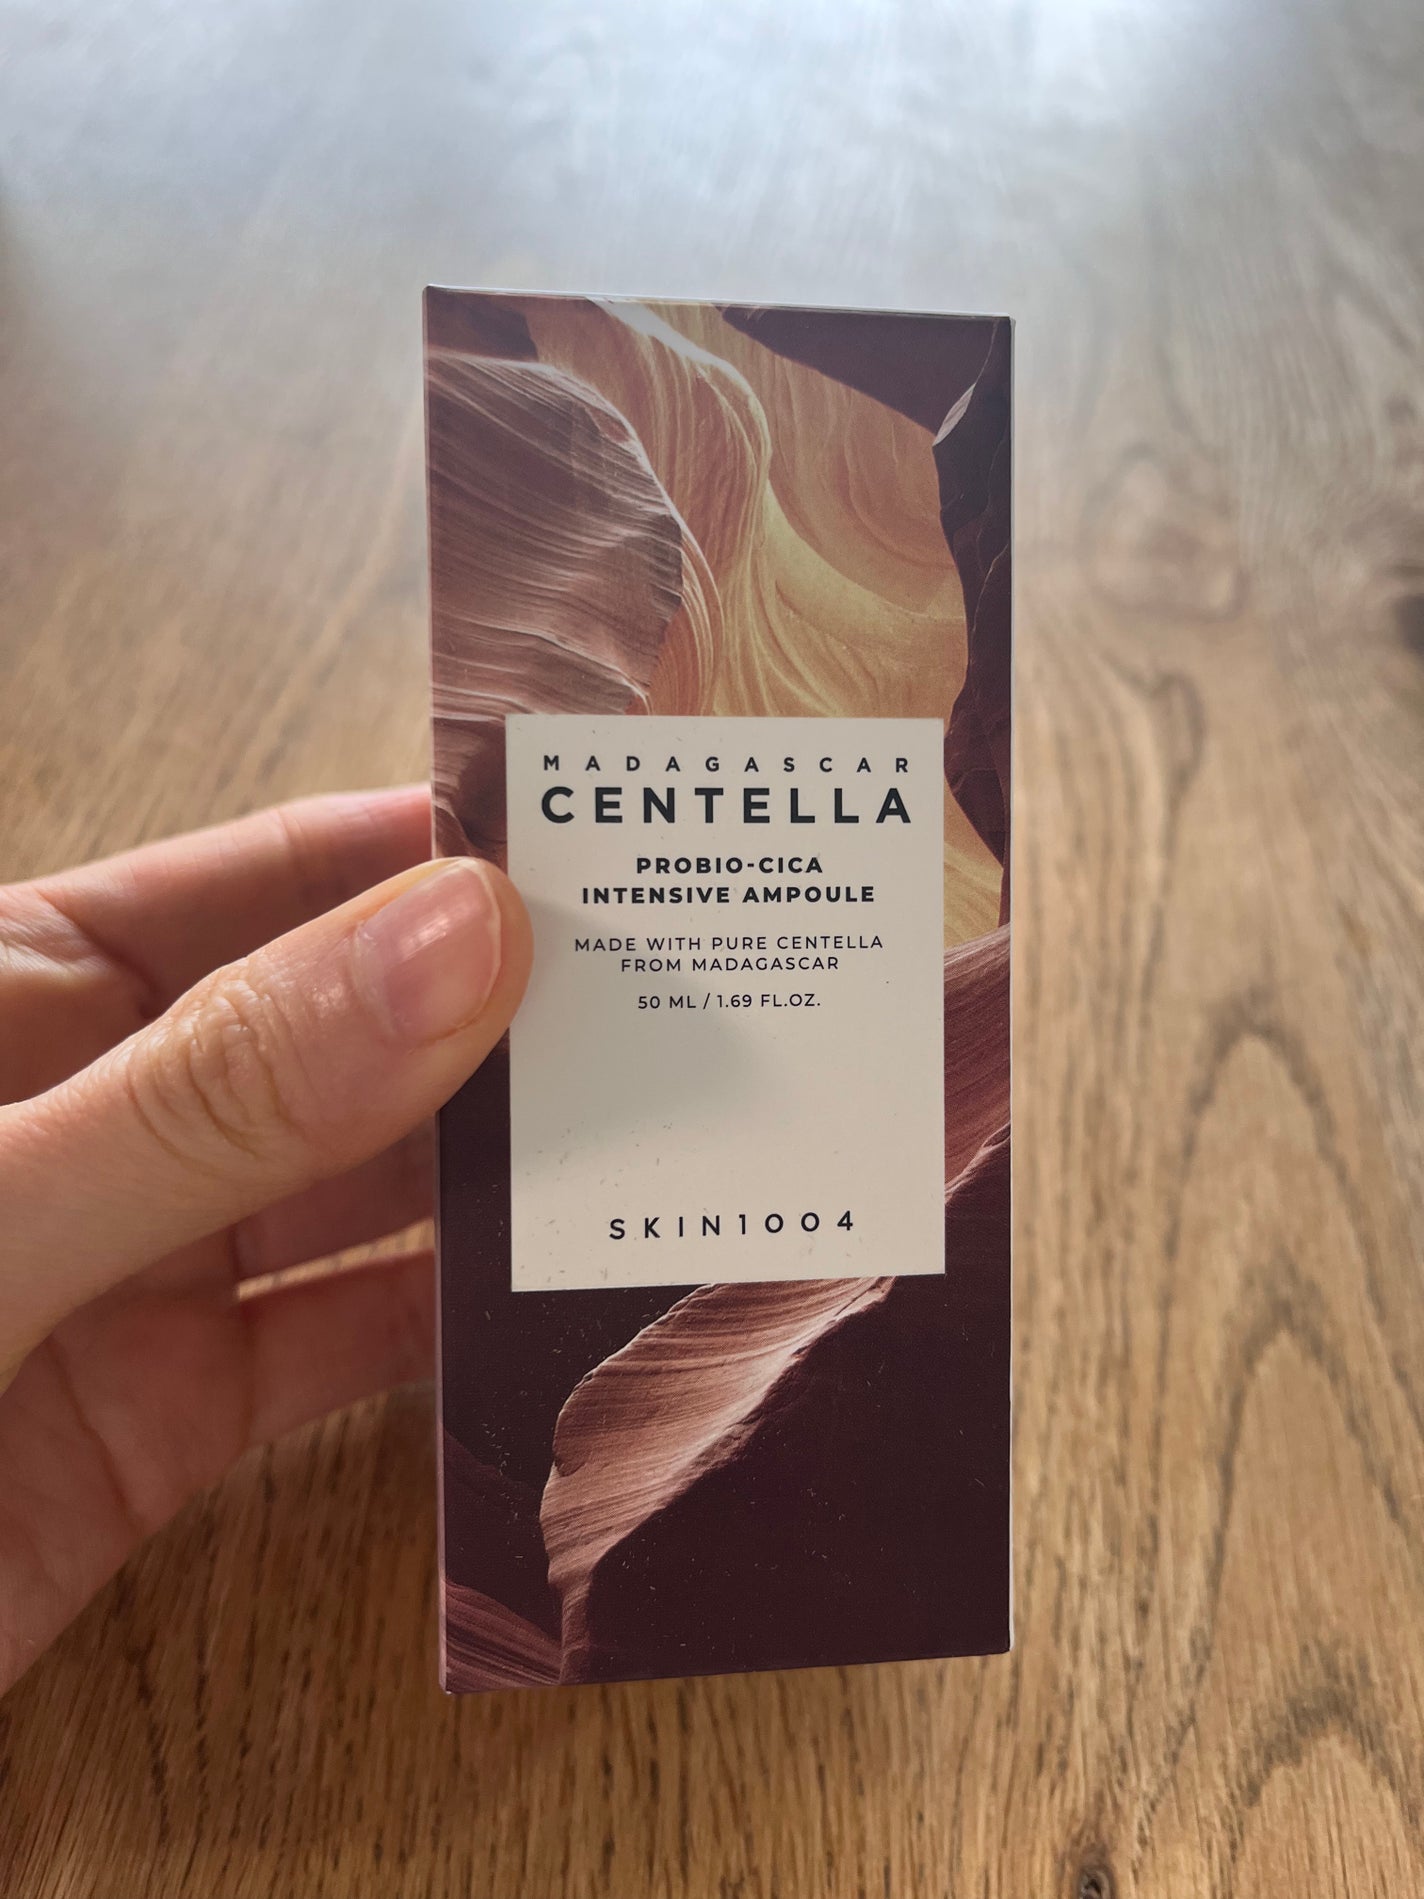 MADAGASCAR
CENTELLA
PROBIO-CICA
INTENSIVE AMPOULE
MADE WITH PURE CENTELLA
FROM MADAGASCAR
50 ML / 1.69 FL.OZ.
SKIN1004